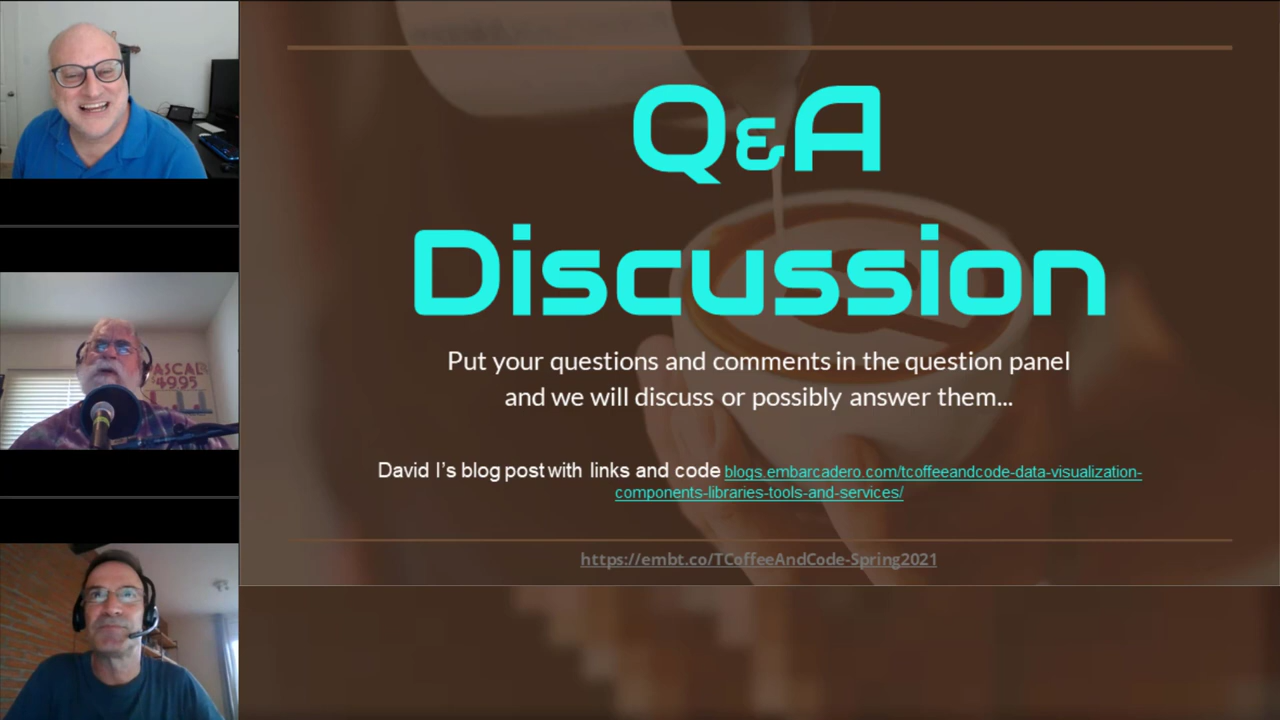 Q&A
Discussion
Put your questions and comments in the question panel
and we will discuss or possibly answer them...
David I's blog post with links and code blogs.embarcadero.com/tcoffeeandcode-data-visualization-
components-libraries-tools-and-services/
https://embt.co/TCoffeeAndCode-Spring2021
PASCAL
4995